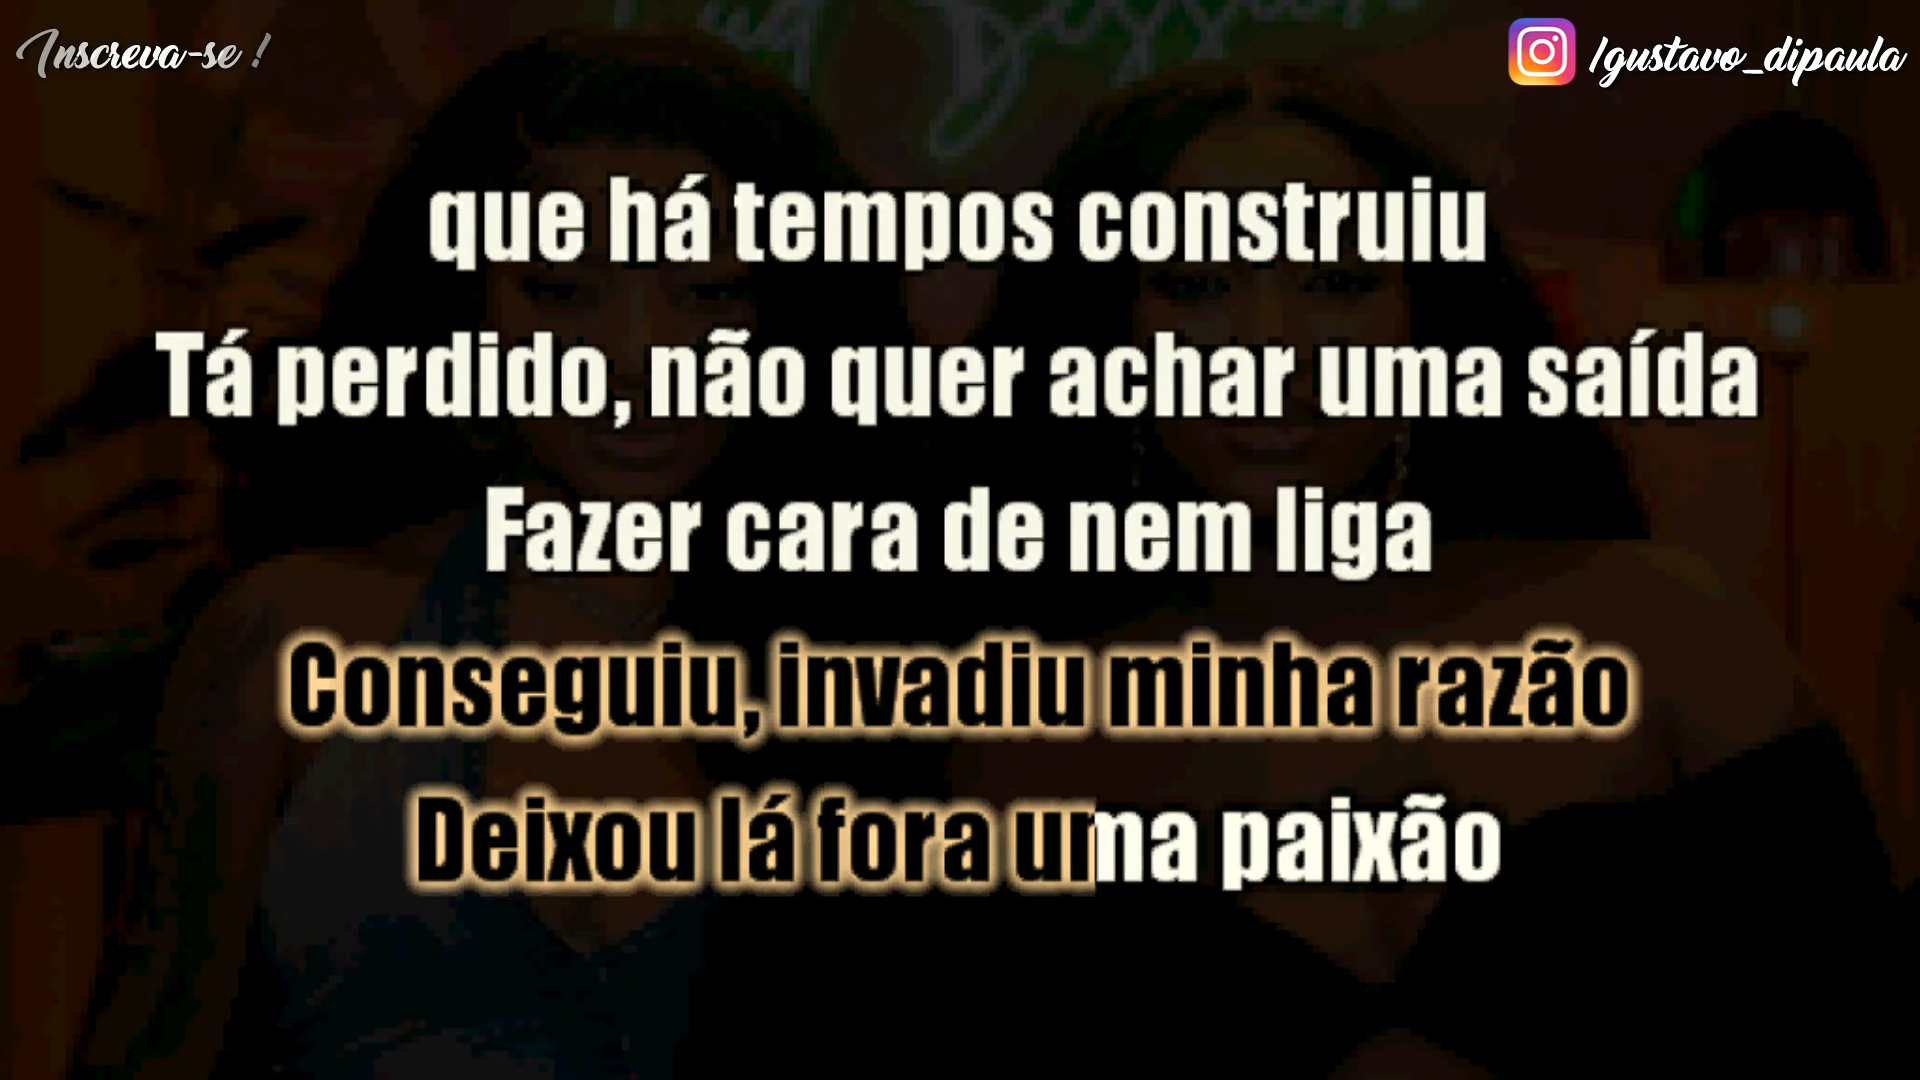 Inscreva-se !
/gustavo_dipaula
que há tempos construiu
Tá perdido, não quer achar uma saída
Fazer cara de nem liga
Conseguiu, invadiu minha razão
Deixou lá fora uma paixão